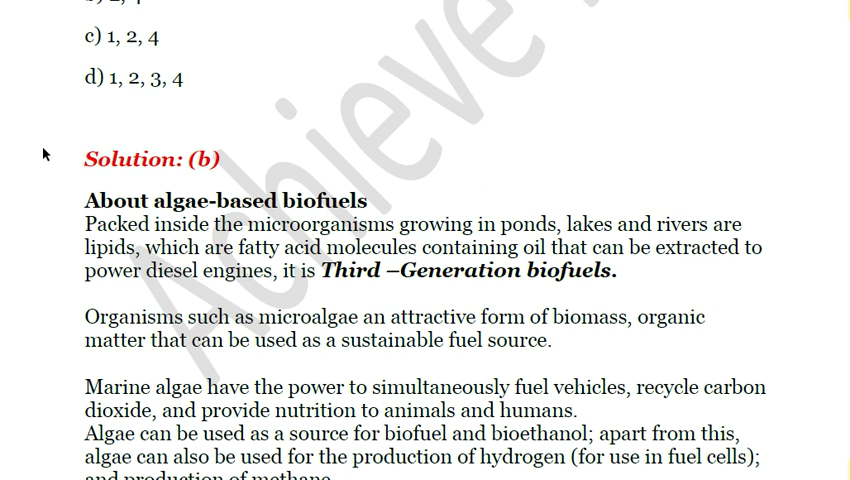 c) 1, 2, 4
d) 1, 2, 3, 4
Solution: (b)
About algae-based biofuels
Packed inside the microorganisms growing in ponds, lakes and rivers are
lipids, which are fatty acid molecules containing oil that can be extracted to
power diesel engines, it is Third –Generation biofuels.
Organisms such as microalgae an attractive form of biomass, organic
matter that can be used as a sustainable fuel source.
Marine algae have the power to simultaneously fuel vehicles, recycle carbon
dioxide, and provide nutrition to animals and humans.
Algae can be used as a source for biofuel and bioethanol; apart from this,
algae can also be used for the production of hydrogen (for use in fuel cells);
and production of methane
Achieve